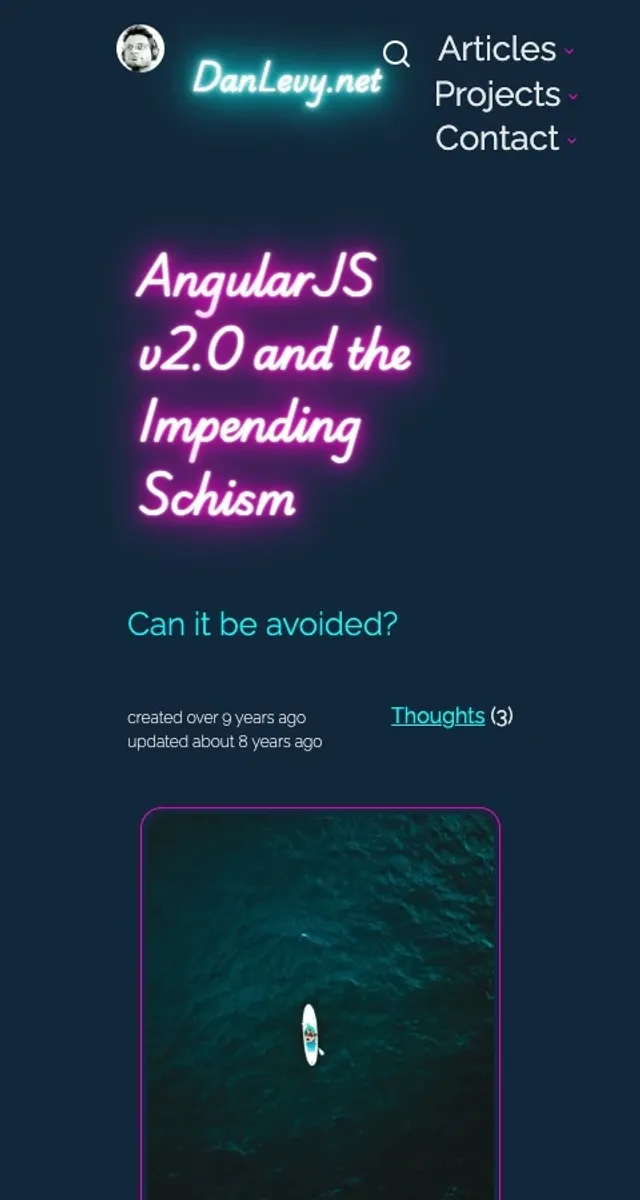 DanLevy.net
Articles
Projects
Contact
AngularJS
v2.0 and the
Impending
Schism
Can it be avoided?
created over 9 years ago
updated about 8 years ago
Thoughts (3)